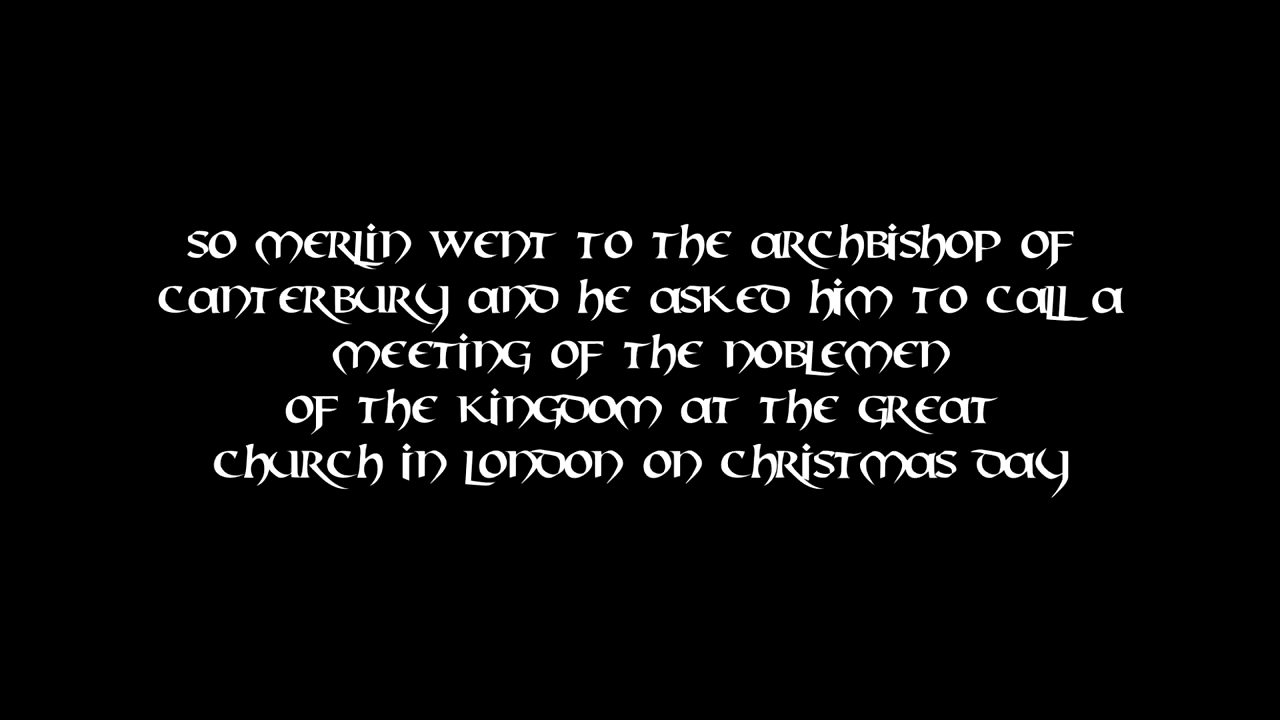 So Merlin went to the Archbishop of
Canterbury and he asked him to call a
meeting of the noblemen
of the kingdom at the great
church in London on Christmas Day